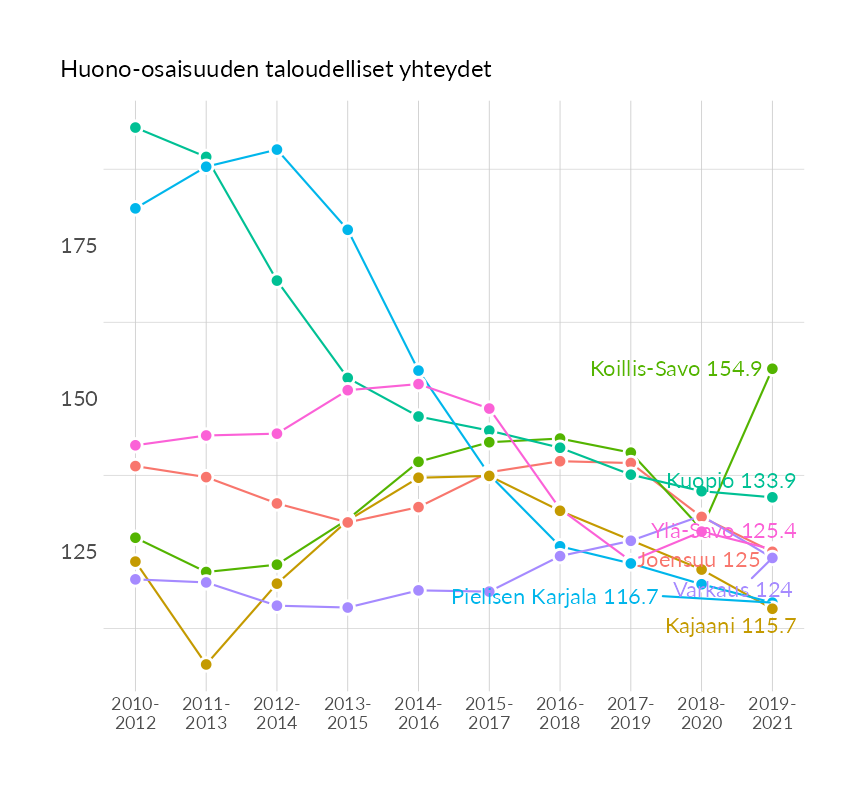 Huono-osaisuuden taloudelliset yhteydet
175
150
125
Koillis-Savo 154.9
Kuopio 133.9
Ylä-Savo 125.4
Joensuu 125
Varkaus 124
Pielisen Karjala 116.7
Kajaani 115.7
2010-
2012
2011-
2013
2012-
2014
2013-
2015
2014-
2016
2015-
2017
2016-
2018
2017-
2019
2018-
2020
2019-
2021